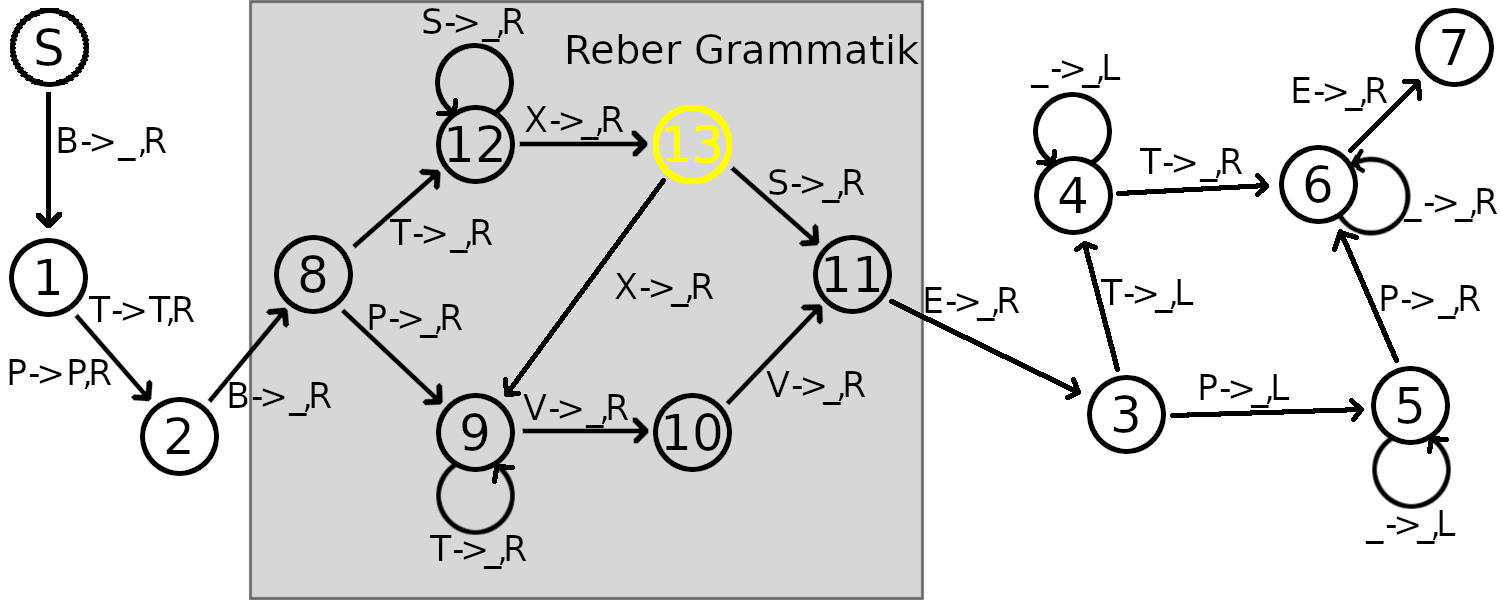 S
B->_,R
1
T->T,R
P->P,R
2
B->_,R
Reber Grammatik
8
T->_,R
P->_,R
S->_,R
12
X->_,R
13
S->_,R
X->_,R
11
9
T->_,R
V->_,R
10
V->_,R
E->_,R
3
T->_,L
P->_,L
_->_,L
4
T->_,R
5
_->_,L
P->_,R
6
_->_,R
E->_,R
7